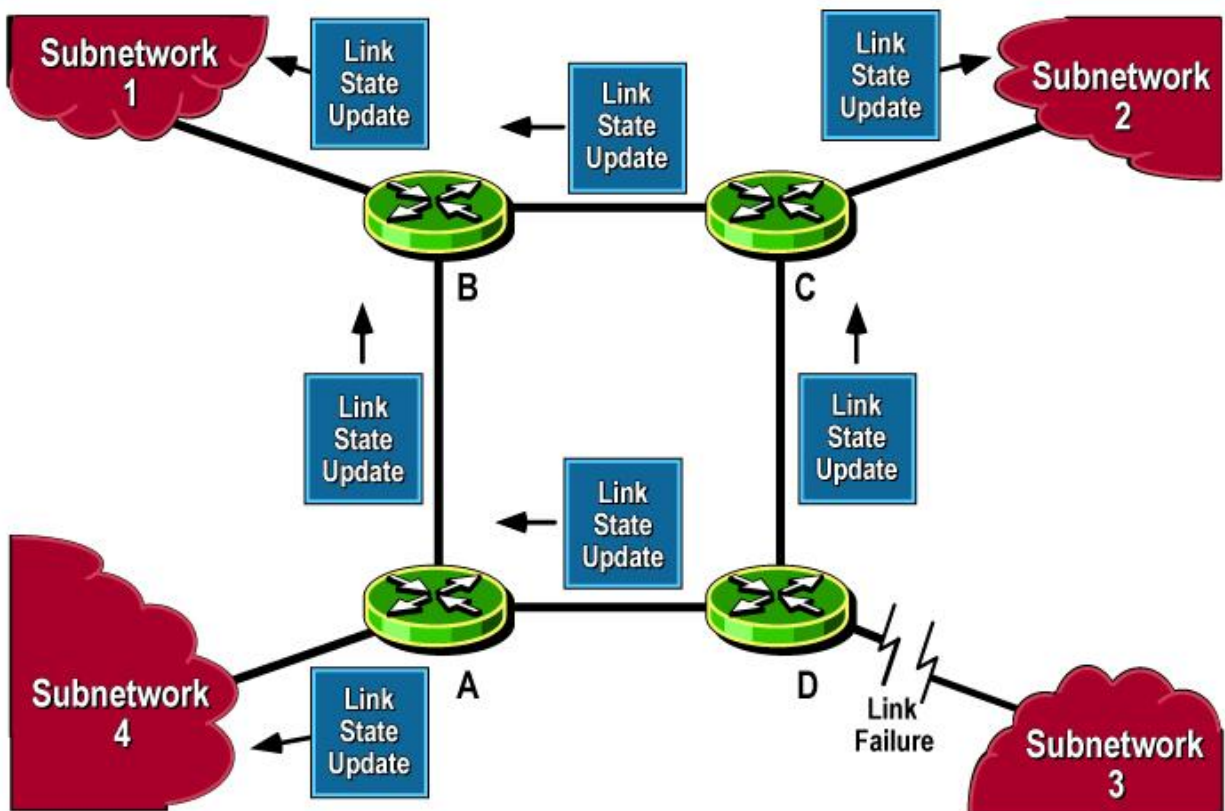 Subnetwork
1
Link
State
Update
Link
State
Update
Link
State
Update
Subnetwork
2
B
C
Link
State
Update
Link
State
Update
Link
State
Update
Subnetwork
4
Link
State
Update
A
D
Link
Failure
Subnetwork
3